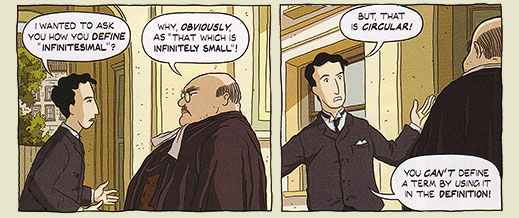 I WANTED TO ASK
YOU HOW YOU DEFINE
"INFINITESIMAL"?
WHY, OBVIOUSLY,
AS "THAT WHICH IS
INFINITELY SMALL"!
BUT, THAT
IS CIRCULAR!
YOU CAN'T DEFINE
A TERM BY USING IT
IN THE DEFINITION!